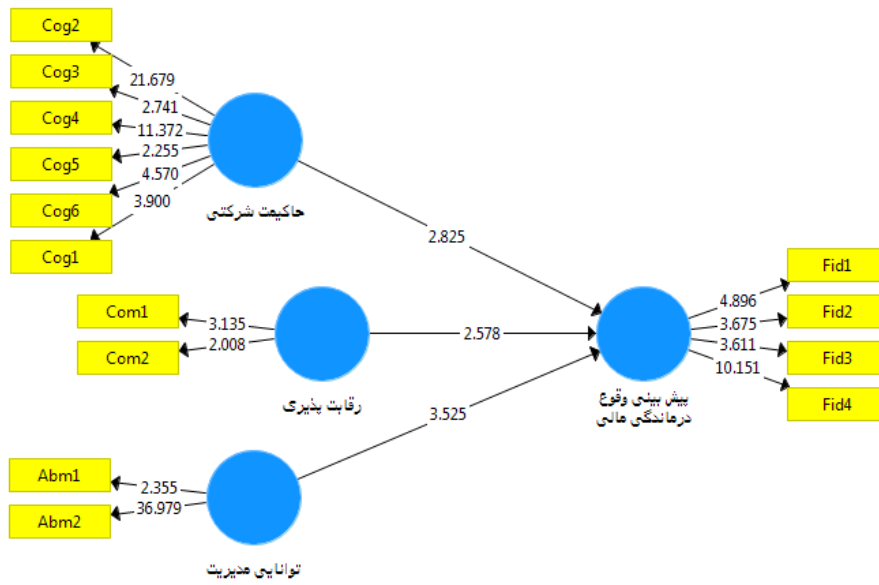 Cog2
Cog3
Cog4
Cog5
Cog6
Cog1
21.679
2.741
11.372
2.255
4.570
3.900
حاکیمت شرکتی
2.825
Com1
Com2
3.135
2.008
رقابت پذیری
2.578
Abm1
Abm2
2.355
36.979
توانایی مدیریت
3.525
پیش بینی وقوع
درماندگی مالی
4.896
3.675
3.611
10.151
Fid1
Fid2
Fid3
Fid4